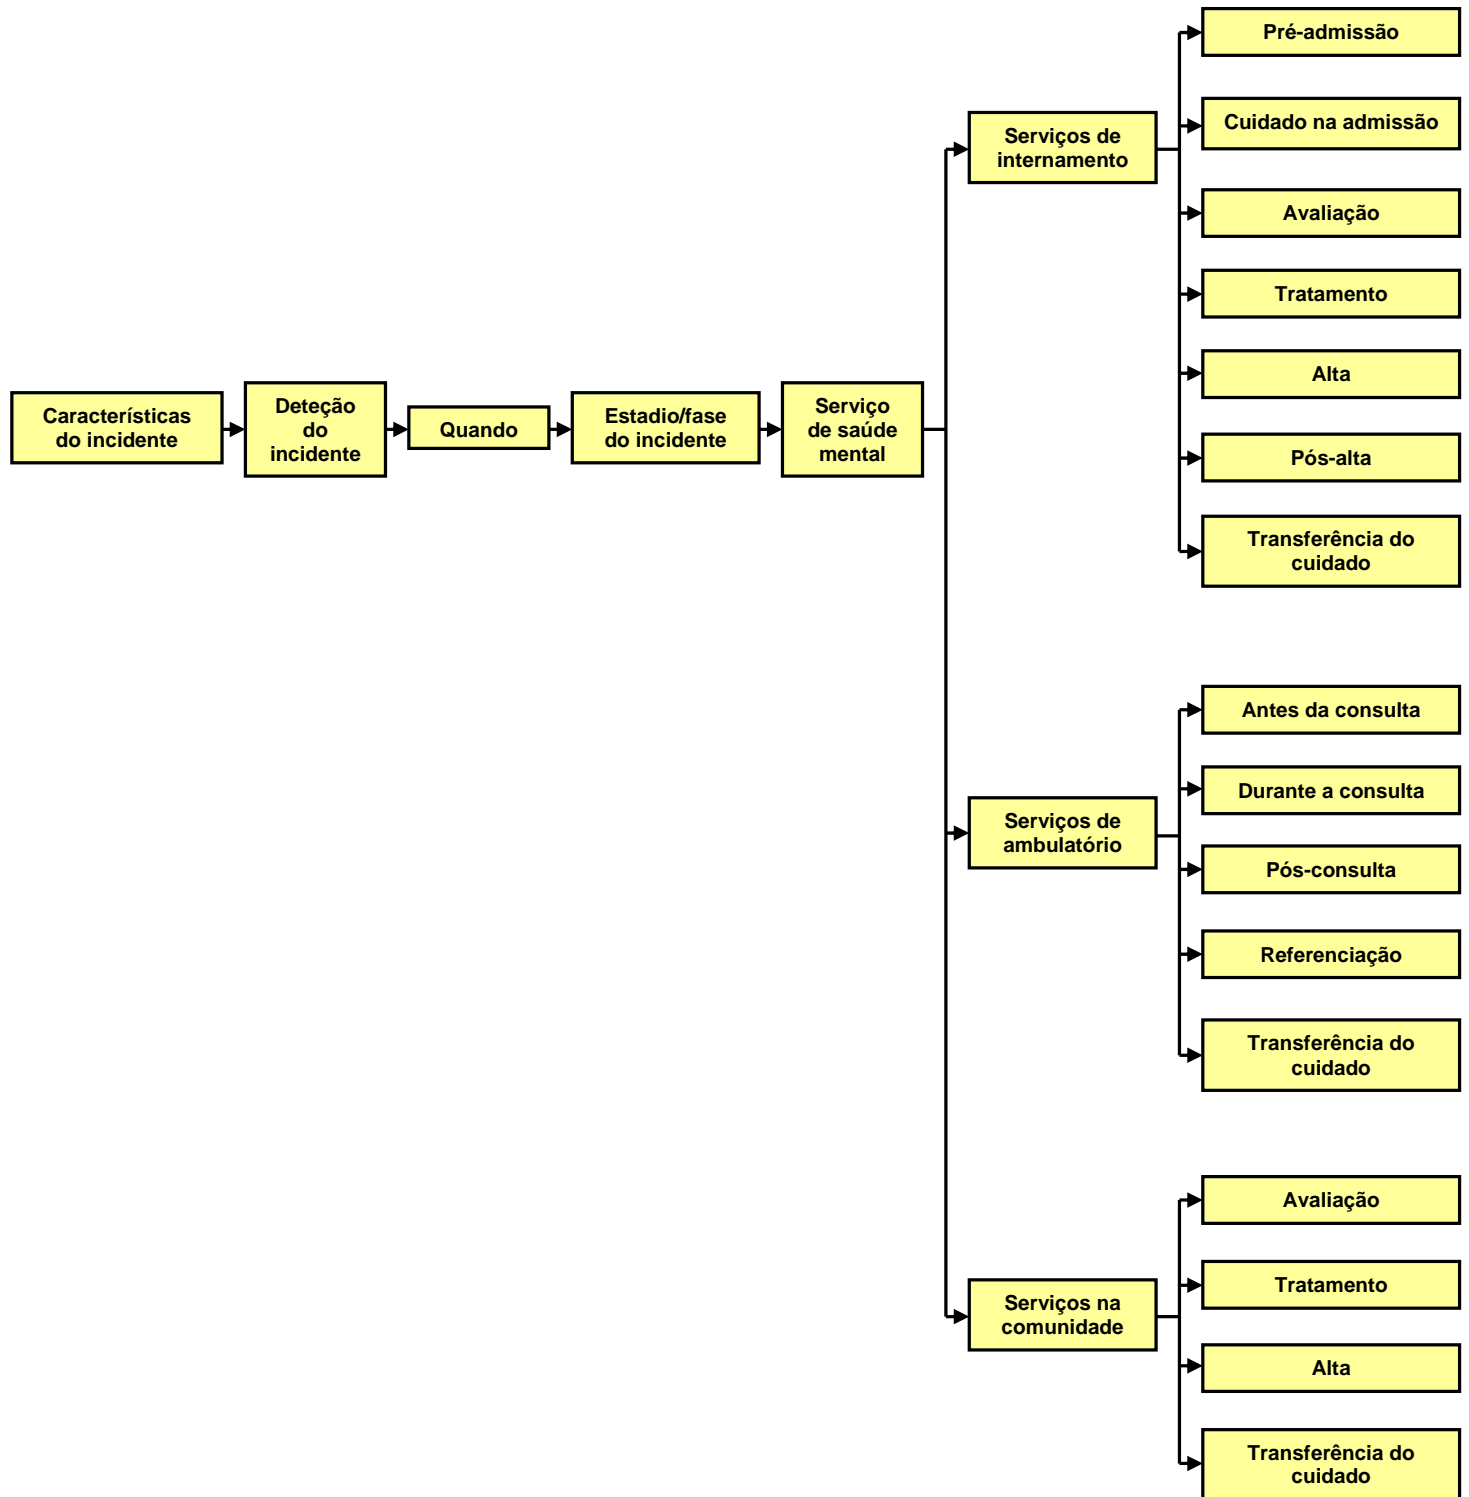 Características
do incidente
Deteção
do
incidente
Quando
Estadio/fase
do incidente
Serviço
de saúde
mental
Serviços de
internamento
Pré-admissão
Cuidado na admissão
Avaliação
Tratamento
Alta
Pós-alta
Transferência do
cuidado
Serviços de
ambulatório
Antes da consulta
Durante a consulta
Pós-consulta
Referenciação
Transferência do
cuidado
Serviços na
comunidade
Avaliação
Tratamento
Alta
Transferência do
cuidado